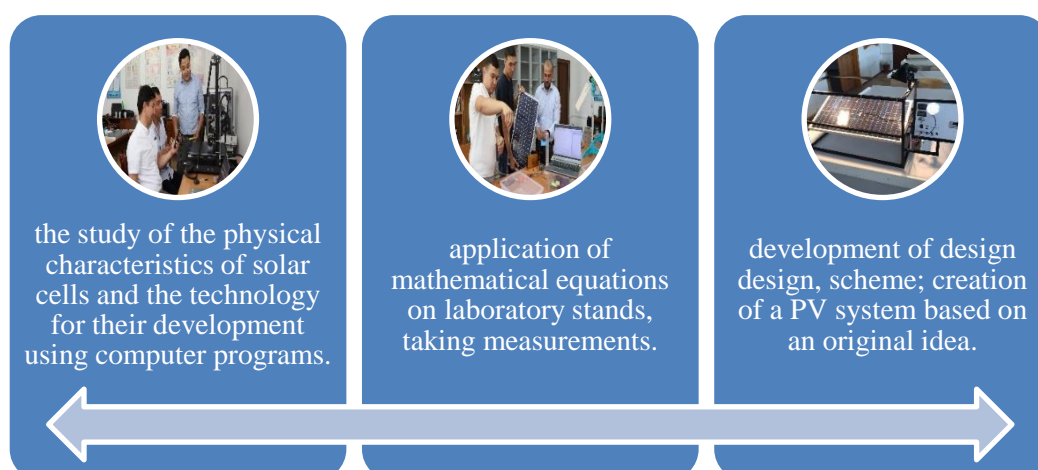 the study of the physical
characteristics of solar
cells and the technology
for their development
using computer programs.
application of
mathematical equations
on laboratory stands,
taking measurements.
development of design
design, scheme; creation
of a PV system based on
an original idea.